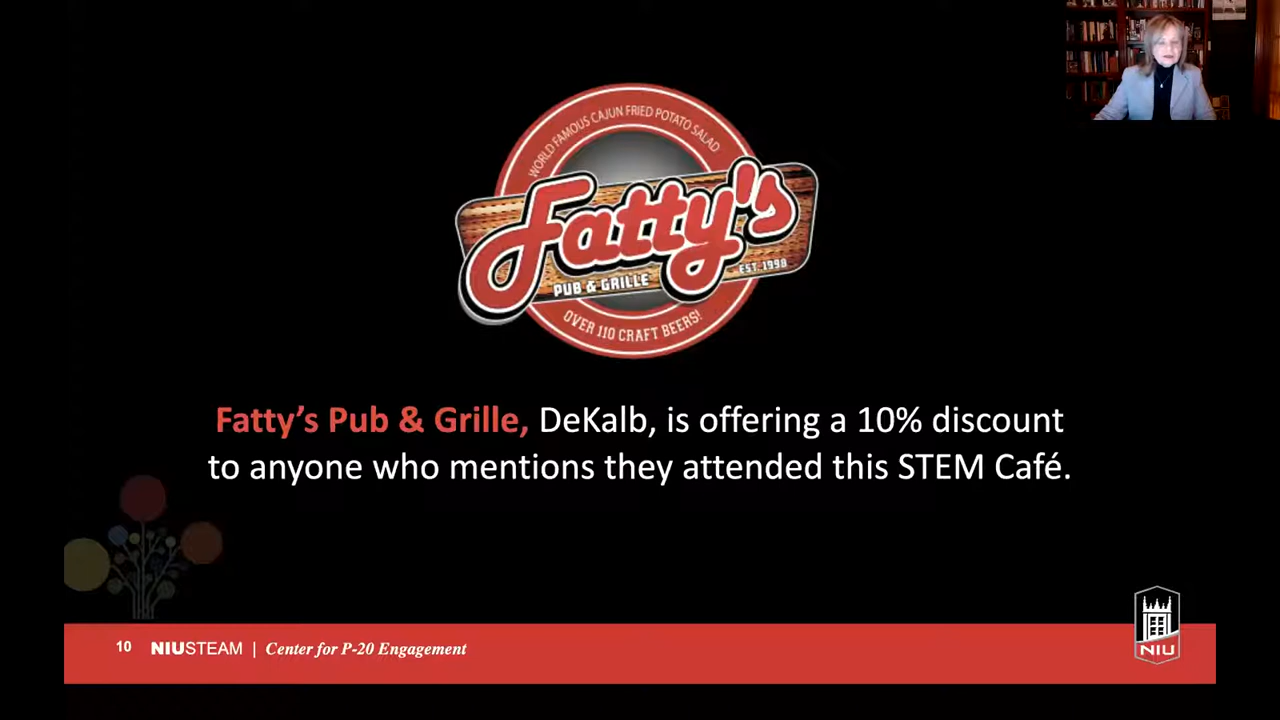 WORLD FAMOUS CAJUN FRIED POTATO SALAD
Fatty's
PUB & GRILLE
EST. 1998
OVER 110 CRAFT BEERS!
Fatty's Pub & Grille, DeKalb, is offering a 10% discount
to anyone who mentions they attended this STEM Café.
10 NIUSTEAM | Center for P-20 Engagement
NIU